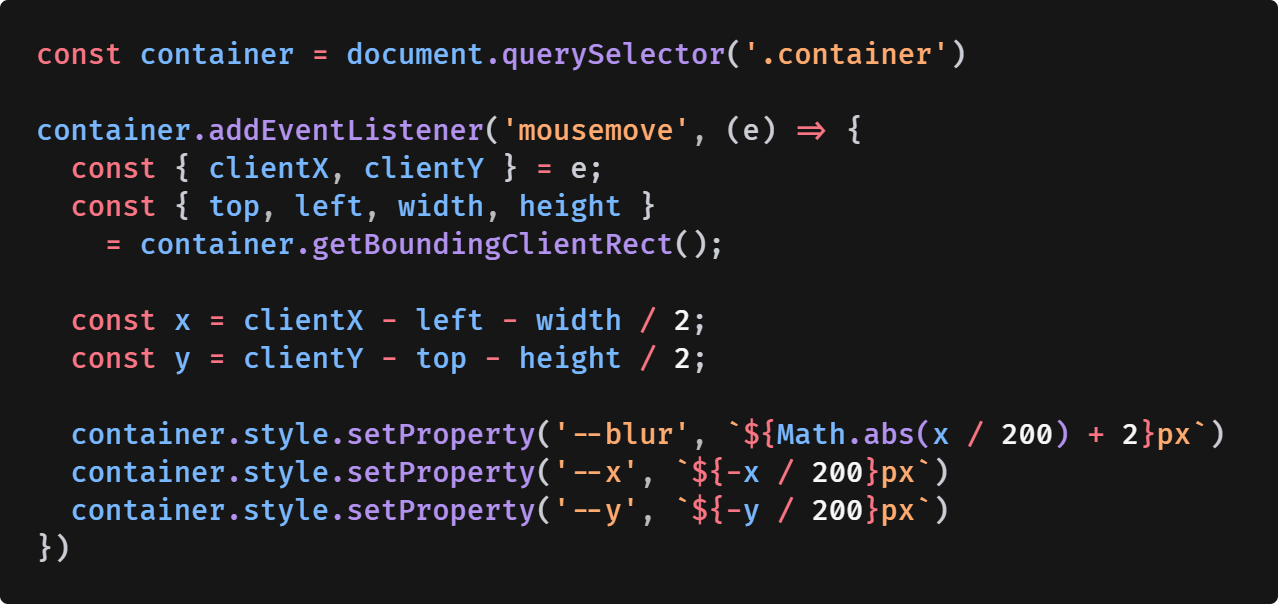 const container = document.querySelector('.container')
container.addEventListener('mousemove', (e) => {
const { clientX, clientY } = e;
const { top, left, width, height }
= container.getBoundingClientRect();
const x = clientX - left - width / 2;
const y = clientY - top - height / 2;
container.style.setProperty('--blur', `${Math.abs(x / 200) + 2}px`)
container.style.setProperty('--x', `${-x / 200}px`)
container.style.setProperty('--y', `${-y / 200}px`)
})